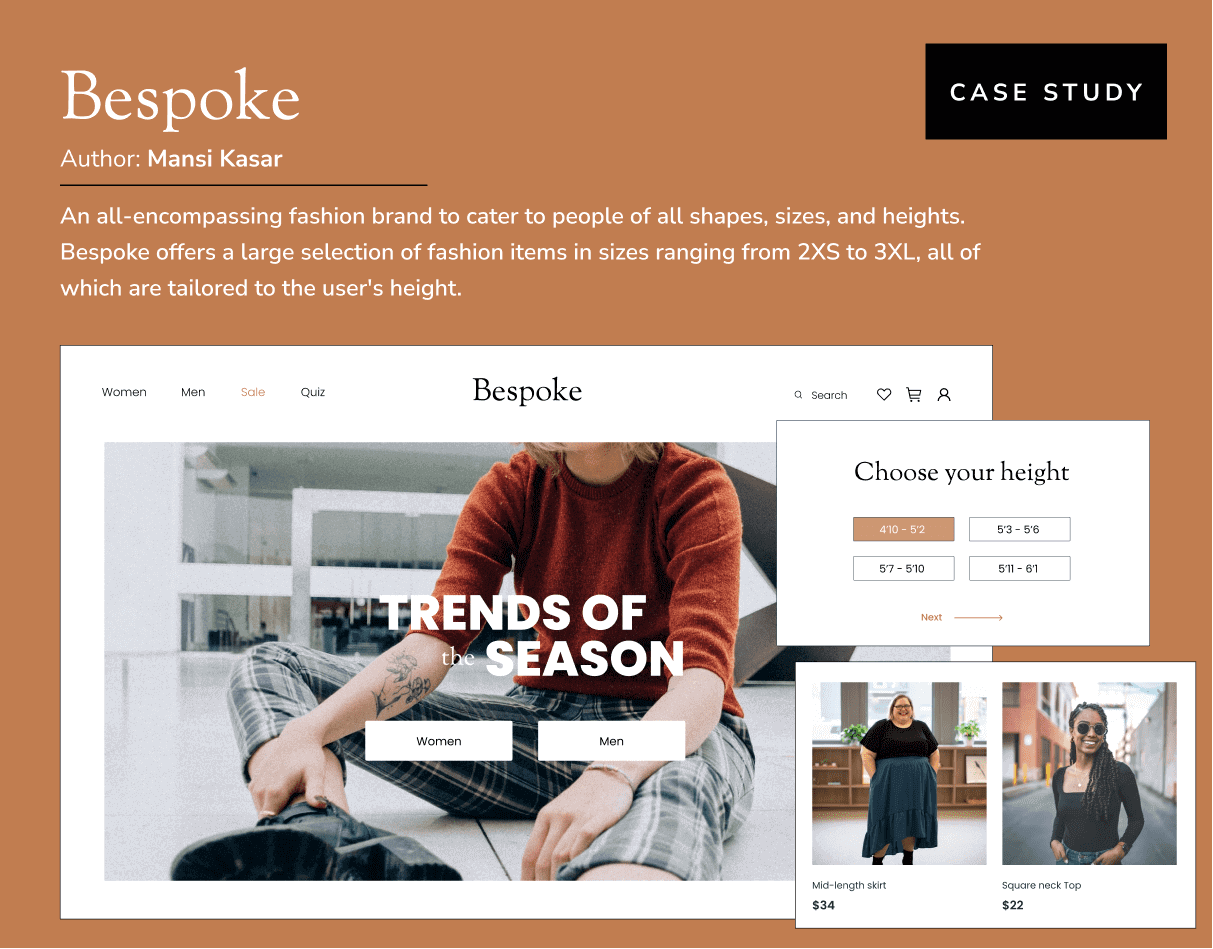 Bespoke
CASE STUDY
Author: Mansi Kasar
An all-encompassing fashion brand to cater to people of all shapes, sizes, and heights.
Bespoke offers a large selection of fashion items in sizes ranging from 2XS to 3XL, all of
which are tailored to the user's height.
Women Men Sale Quiz
Bespoke
Search
TRENDS OF
the SEASON
Women
Men
Choose your height
4'10 - 5'2
5'3 - 5'6
5'7 - 5'10
5'11 - 6'1
Next
Mid-length skirt
$34
Square neck Top
$22